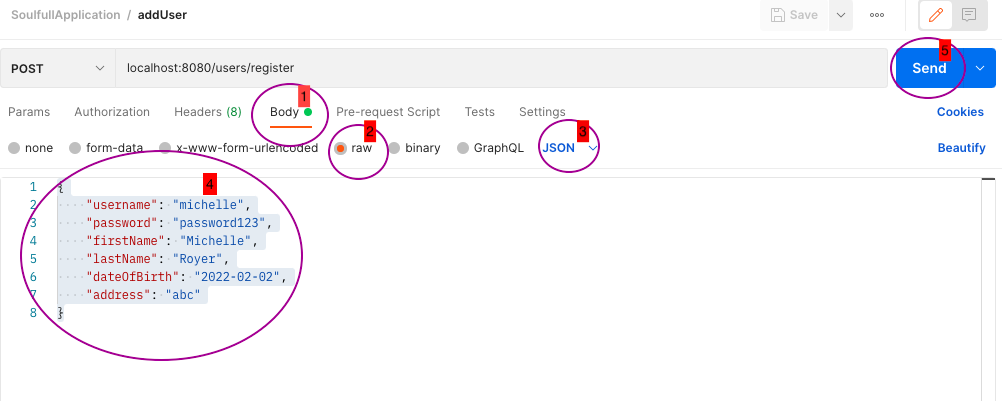 SoulfullApplication / addUser
Save
5
POST localhost:8080/users/register Send
1
Params Authorization Headers (8) Body Pre-request Script Tests Settings Cookies
2 3
none form-data x-www-form-urlencoded raw binary GraphQL JSON Beautify
4
1 {
2 "username": "michelle",
3 "password": "password123",
4 "firstName": "Michelle",
5 "lastName": "Royer",
6 "dateOfBirth": "2022-02-02",
7 "address": "abc"
8 }